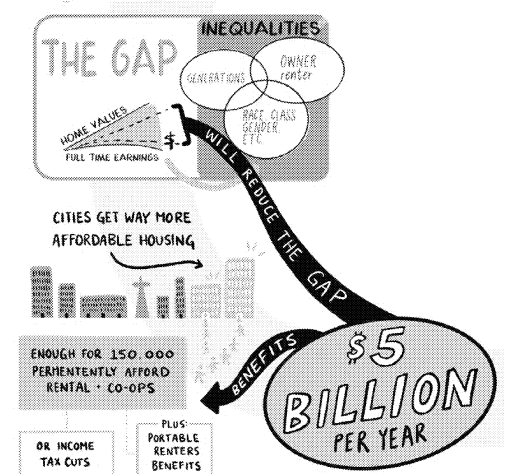 THE GAP
HOME VALUES
FULL TIME EARNINGS
$
INEQUALITIES
GENERATIONS
OWNER
renter
RACE, CLASS
GENDER,
ETC.
WILL REDUCE THE GAP
CITIES GET WAY MORE
AFFORDABLE HOUSING
$5
BILLION
PER YEAR
BENEFITS
ENOUGH FOR 150,000
PERMENTENTLY AFFORD
RENTAL + CO-OPS
OR INCOME
TAX CUTS
PLUS:
PORTABLE
RENTERS
BENEFITS